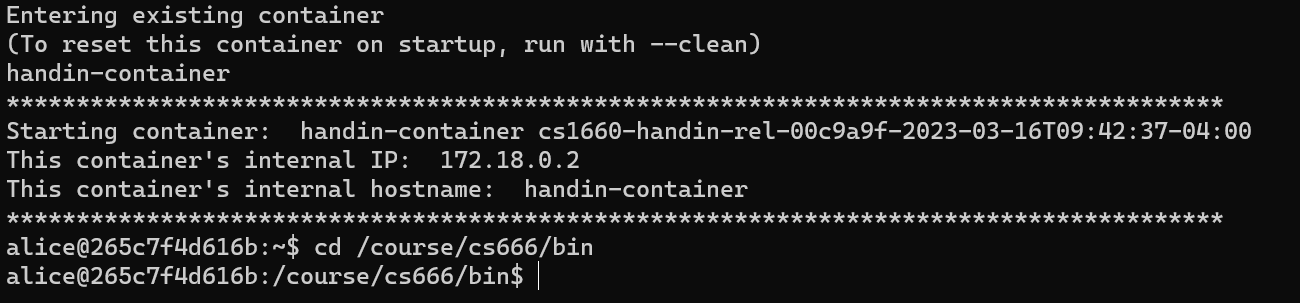 Entering existing container
(To reset this container on startup, run with --clean)
handin-container
***************************************************************************************
Starting container:  handin-container cs1660-handin-rel-00c9a9f-2023-03-16T09:42:37-04:00
This container's internal IP:  172.18.0.2
This container's internal hostname:  handin-container
***************************************************************************************
alice@265c7f4d616b:~$ cd /course/cs666/bin
alice@265c7f4d616b:/course/cs666/bin$